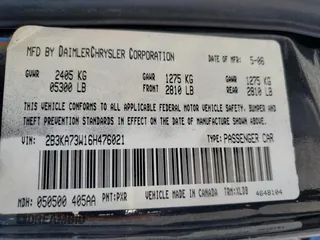 MFD BY DAIMLERCHRYSLER CORPORATION
DATE OF MFR 5-06
GVWR 2405 KG GAWR FRONT 1275 KG GAWR REAR 1275 KG
05300 LB 2810 LB 2810 LB
THIS VEHICLE CONFORMS TO ALL APPLICABLE FEDERAL MOTOR VEHICLE SAFETY, BUMPER AND
THEFT PREVENTION STANDARDS IN EFFECT ON THE DATE OF MANUFACTURE SHOWN ABOVE.
VIN: 2B3KA73W16H476021 TYPE: PASSENGER CAR
VEHICLE MADE IN CANADA 4648104
MDH: 050500 405AA PNT: PXR TRM: XLDB